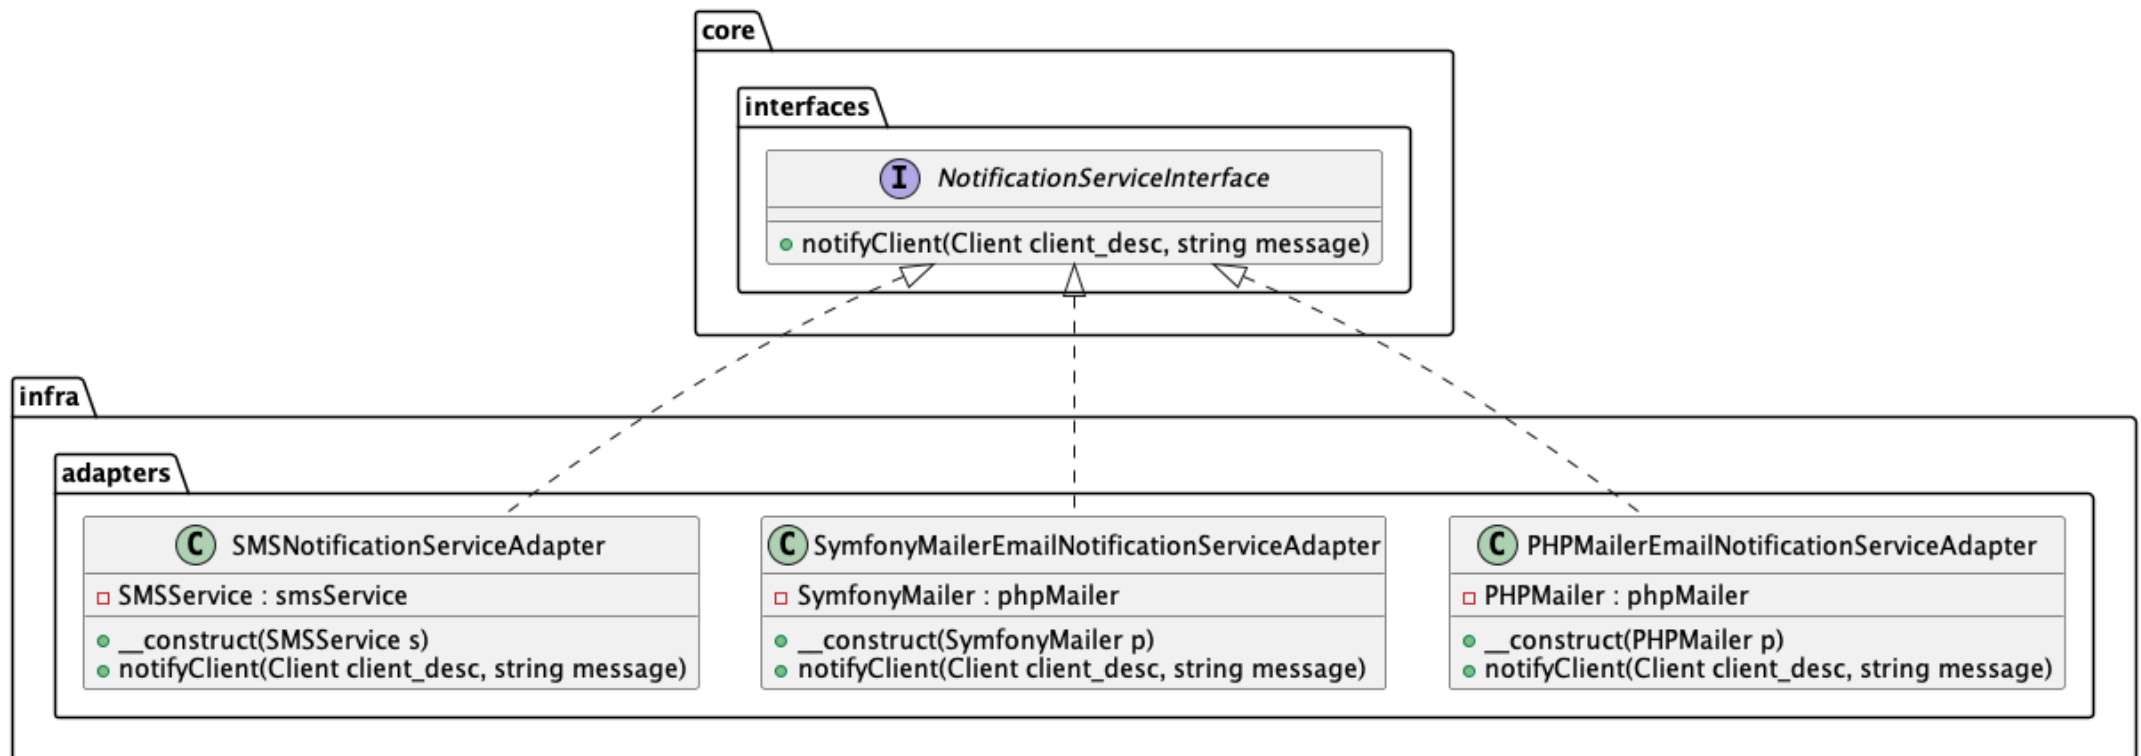 core
interfaces
I NotificationServiceInterface
notifyClient(Client client_desc, string message)
infra
adapters
C SMSNotificationServiceAdapter
SMSService : smsService
__construct(SMSService s)
notifyClient(Client client_desc, string message)
C SymfonyMailerEmailNotificationServiceAdapter
SymfonyMailer : phpMailer
__construct(SymfonyMailer p)
notifyClient(Client client_desc, string message)
C PHPMailerEmailNotificationServiceAdapter
PHPMailer : phpMailer
__construct(PHPMailer p)
notifyClient(Client client_desc, string message)